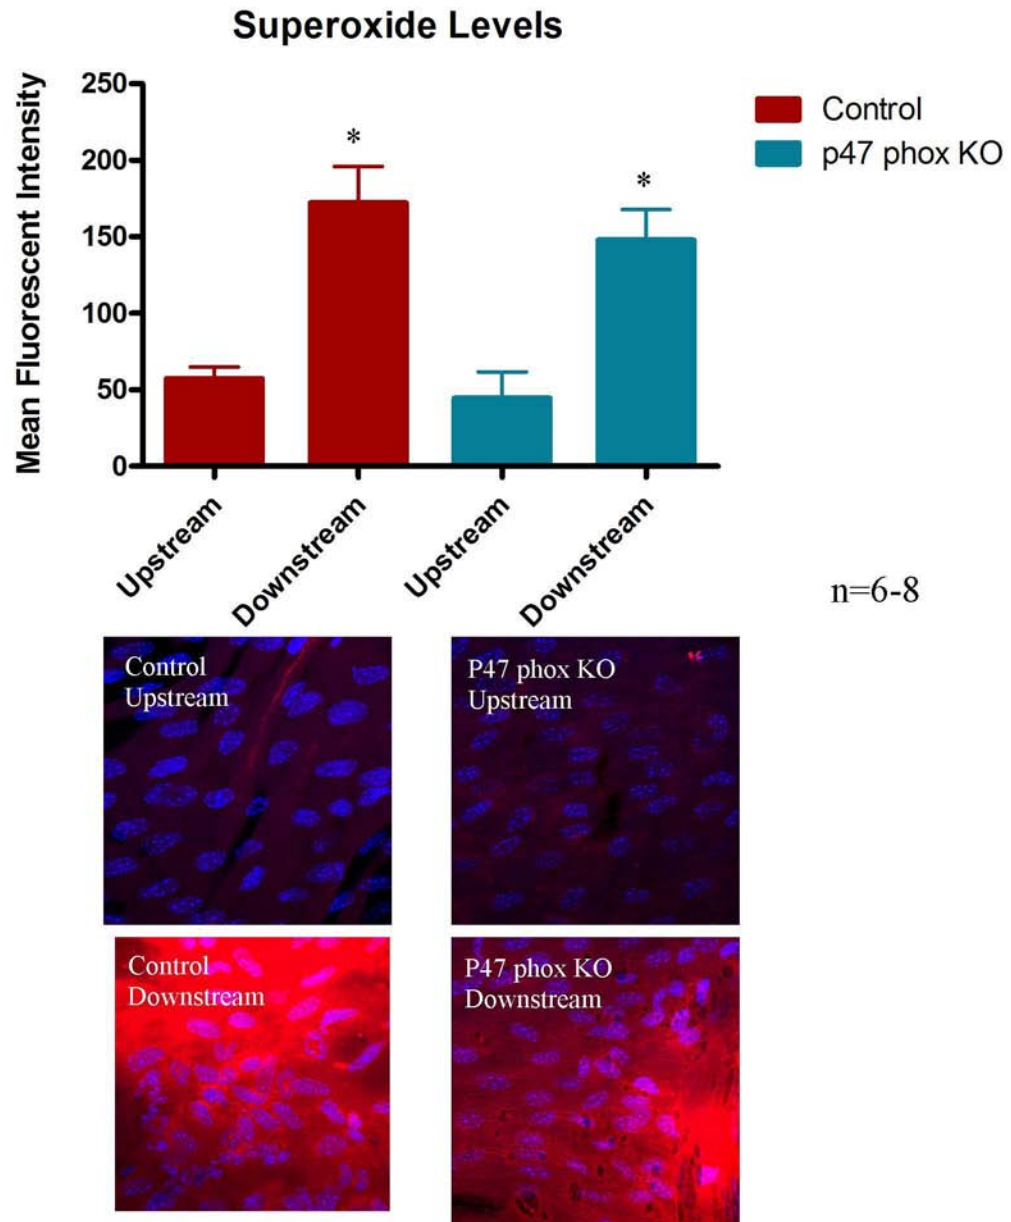 Superoxide Levels
Mean Fluorescent Intensity
250
200
150
100
50
0
*
*
Control
p47 phox KO
Upstream
Downstream
Upstream
Downstream
n=6-8
Control
Upstream
P47 phox KO
Upstream
Control
Downstream
P47 phox KO
Downstream